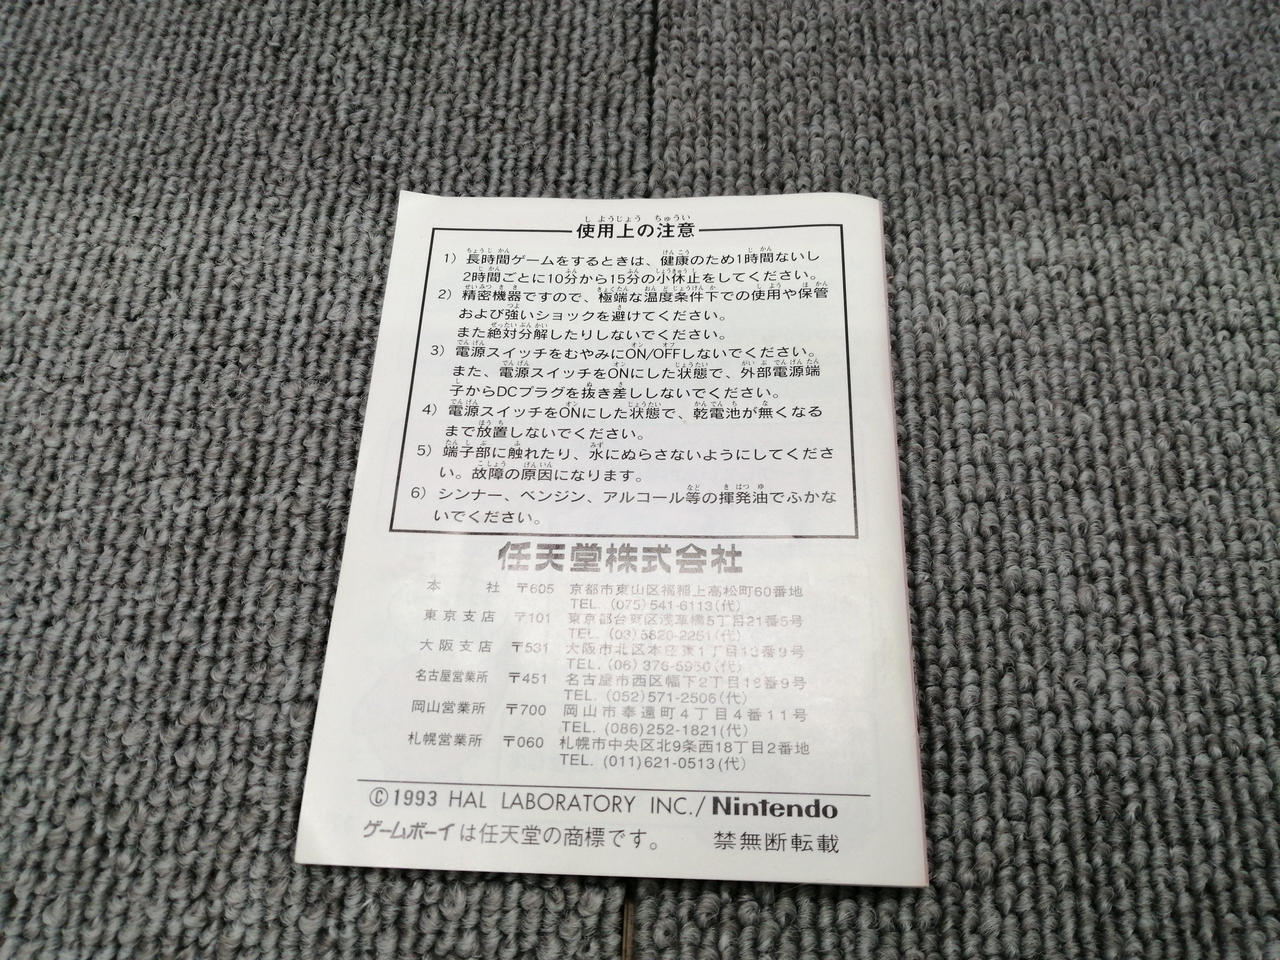 使用上の注意
1）長時間ゲームをするときは、健康のため1時間ないし
2時間ごとに10分から15分の小休止をしてください。
2）精密機器ですので、極端な温度条件下での使用や保管
および強いショックを避けてください。
また絶対分解したりしないでください。
3）電源スイッチをむやみにON/OFFしないでください。
また、電源スイッチをONにした状態で、外部電源端
子からDCプラグを抜き差ししないでください。
4）電源スイッチをONにした状態で、乾電池が無くなる
まで放置しないでください。
5）端子部に触れたり、水にぬらさないようにしてくださ
い。故障の原因になります。
6）シンナー、ベンジン、アルコール等の揮発油でふかな
いでください。
任天堂株式会社
本 社 〒605 京都市東山区福稲上高松町60番地
TEL. (075)541-6113(代)
東京支店 〒101 東京都台東区浅草橋5丁目21番5号
TEL. (03)5820-2251(代)
大阪支店 〒531 大阪市北区本庄東1丁目13番9号
TEL. (06)376-5950(代)
名古屋営業所 〒451 名古屋市西区幅下2丁目18番9号
TEL. (052)571-2506(代)
岡山営業所 〒700 岡山市奉還町4丁目4番11号
TEL. (086)252-1821(代)
札幌営業所 〒060 札幌市中央区北9条西18丁目2番地
TEL. (011)621-0513(代)
©1993 HAL LABORATORY INC./Nintendo
ゲームボーイは任天堂の商標です。 禁無断転載